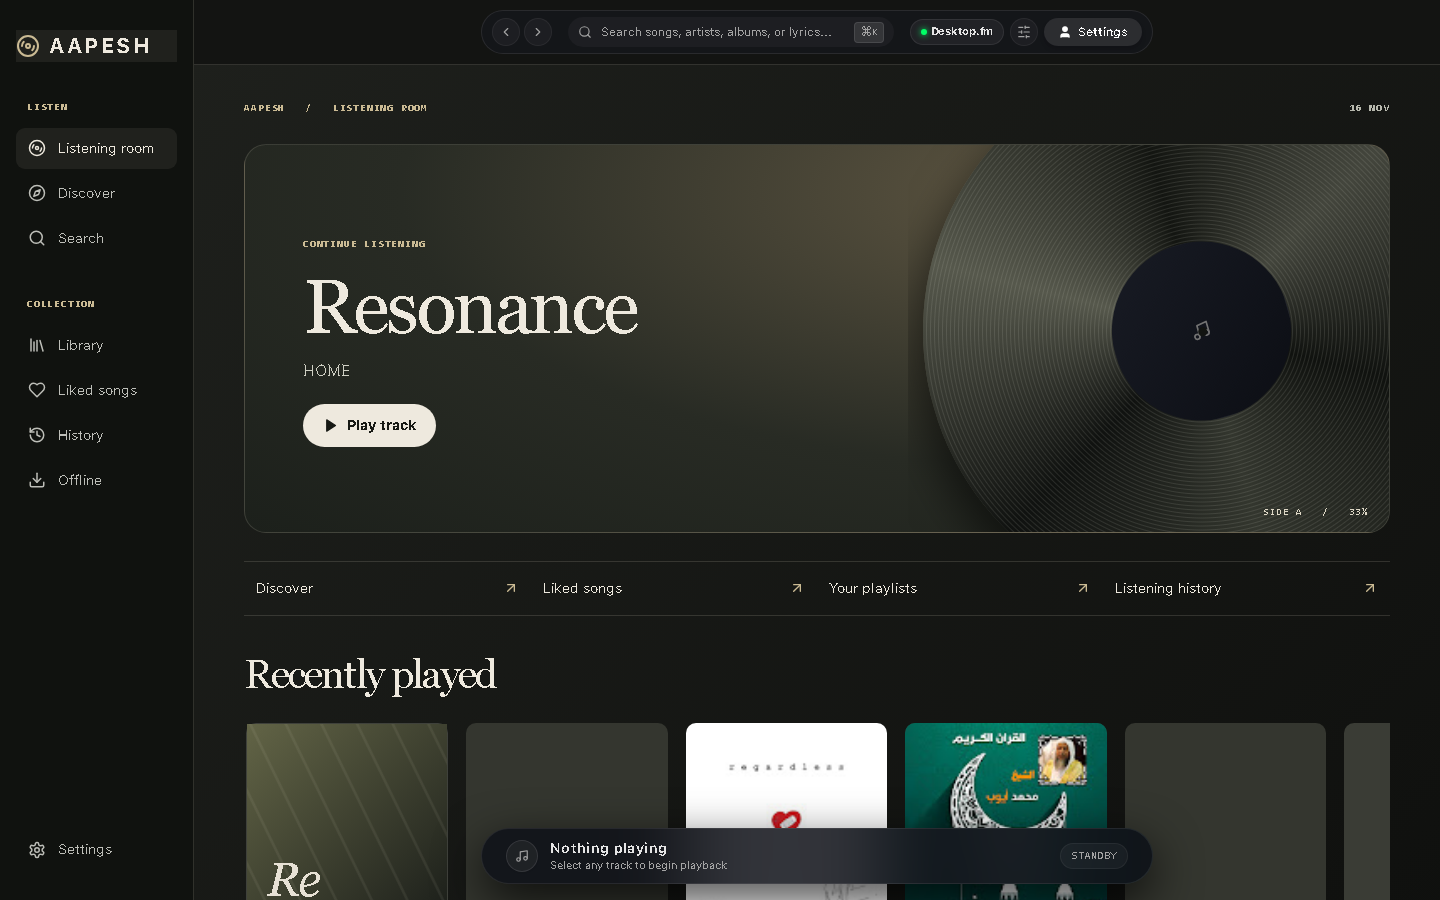 AAPESH
Search songs, artists, albums, or lyrics...
⌘K
Desktop.fm
Settings
LISTEN
Listening room
Discover
Search
COLLECTION
Library
Liked songs
History
Offline
Settings
AAPESH / LISTENING ROOM
16 NOV
CONTINUE LISTENING
Resonance
HOME
Play track
SIDE A / 33⅓
Discover
Liked songs
Your playlists
Listening history
Recently played
Re
regardless
القرآن الكريم
الشيخ
محمد أيوب
Nothing playing
Select any track to begin playback
STANDBY